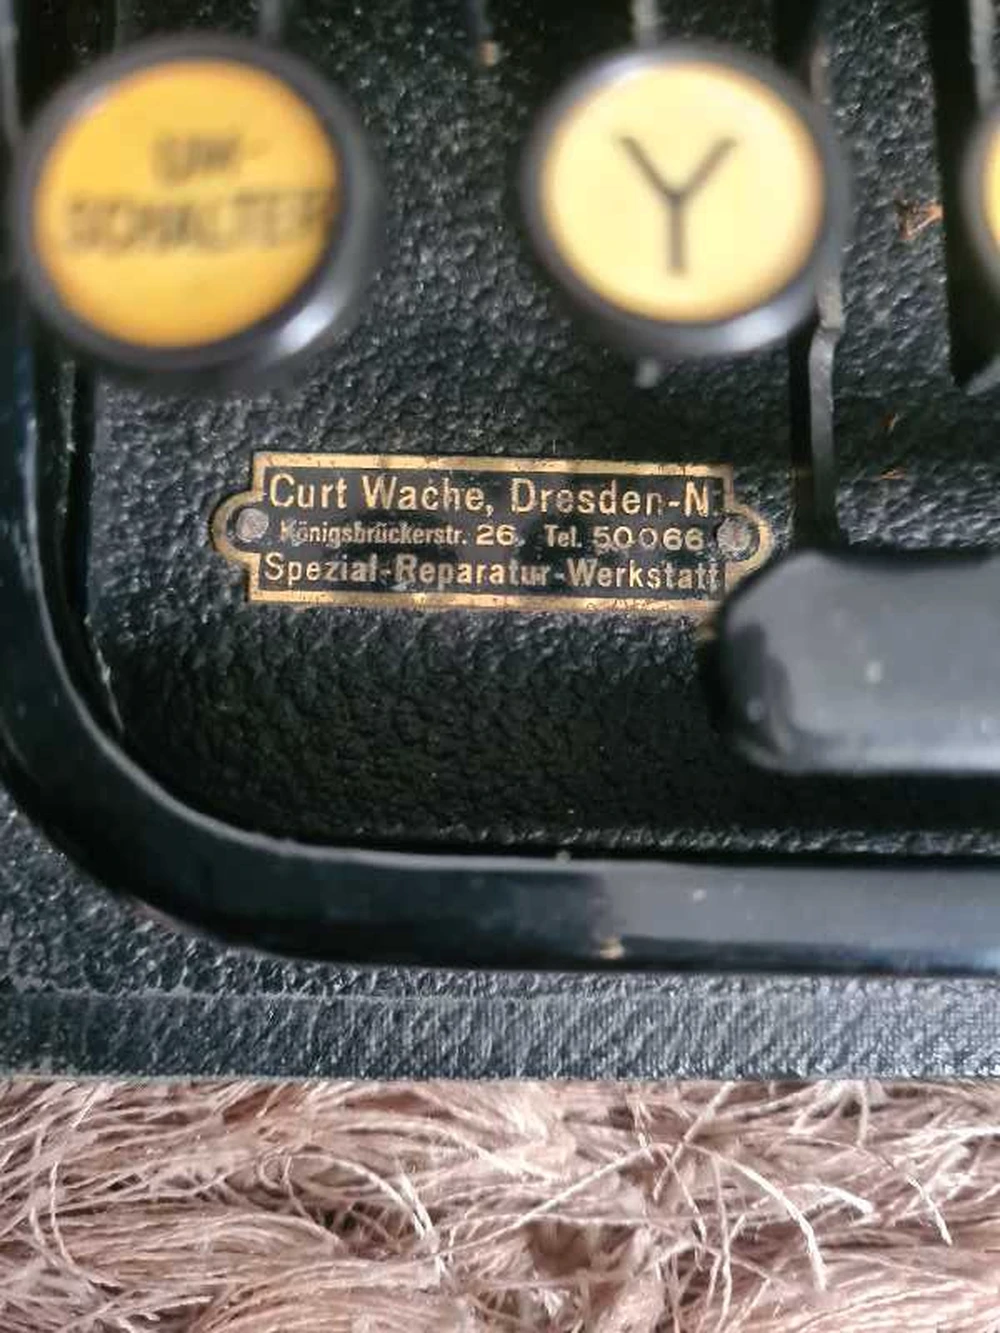 UM-
SCHALTER
Y
Curt Wache, Dresden-N.
Königsbrückerstr. 26. Tel. 50066
Spezial-Reparatur-Werkstatt